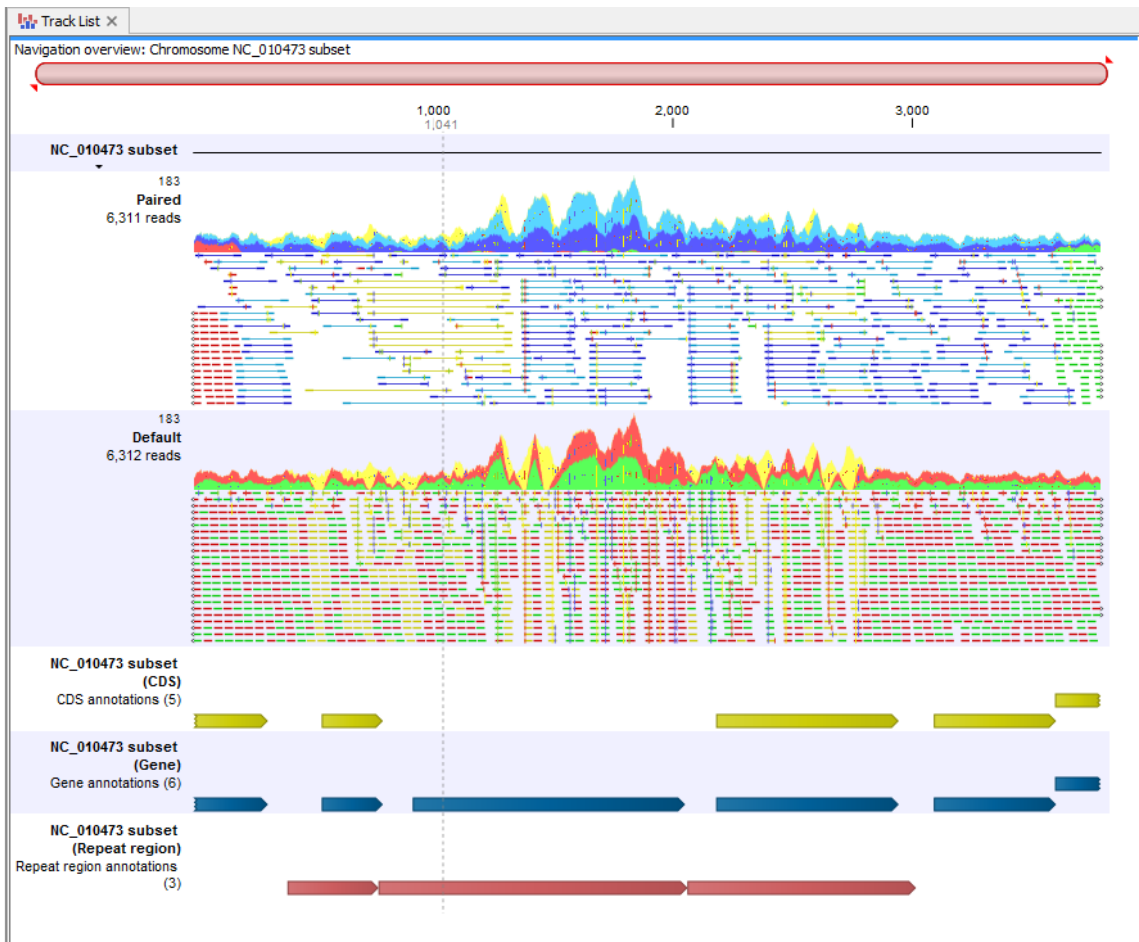 Track List
Navigation overview: Chromosome NC_010473 subset
1,000 2,000 3,000
1,041
NC_010473 subset
183
Paired
6,311 reads
183
Default
6,312 reads
NC_010473 subset
(CDS)
CDS annotations (5)
NC_010473 subset
(Gene)
Gene annotations (6)
NC_010473 subset
(Repeat region)
Repeat region annotations
(3)